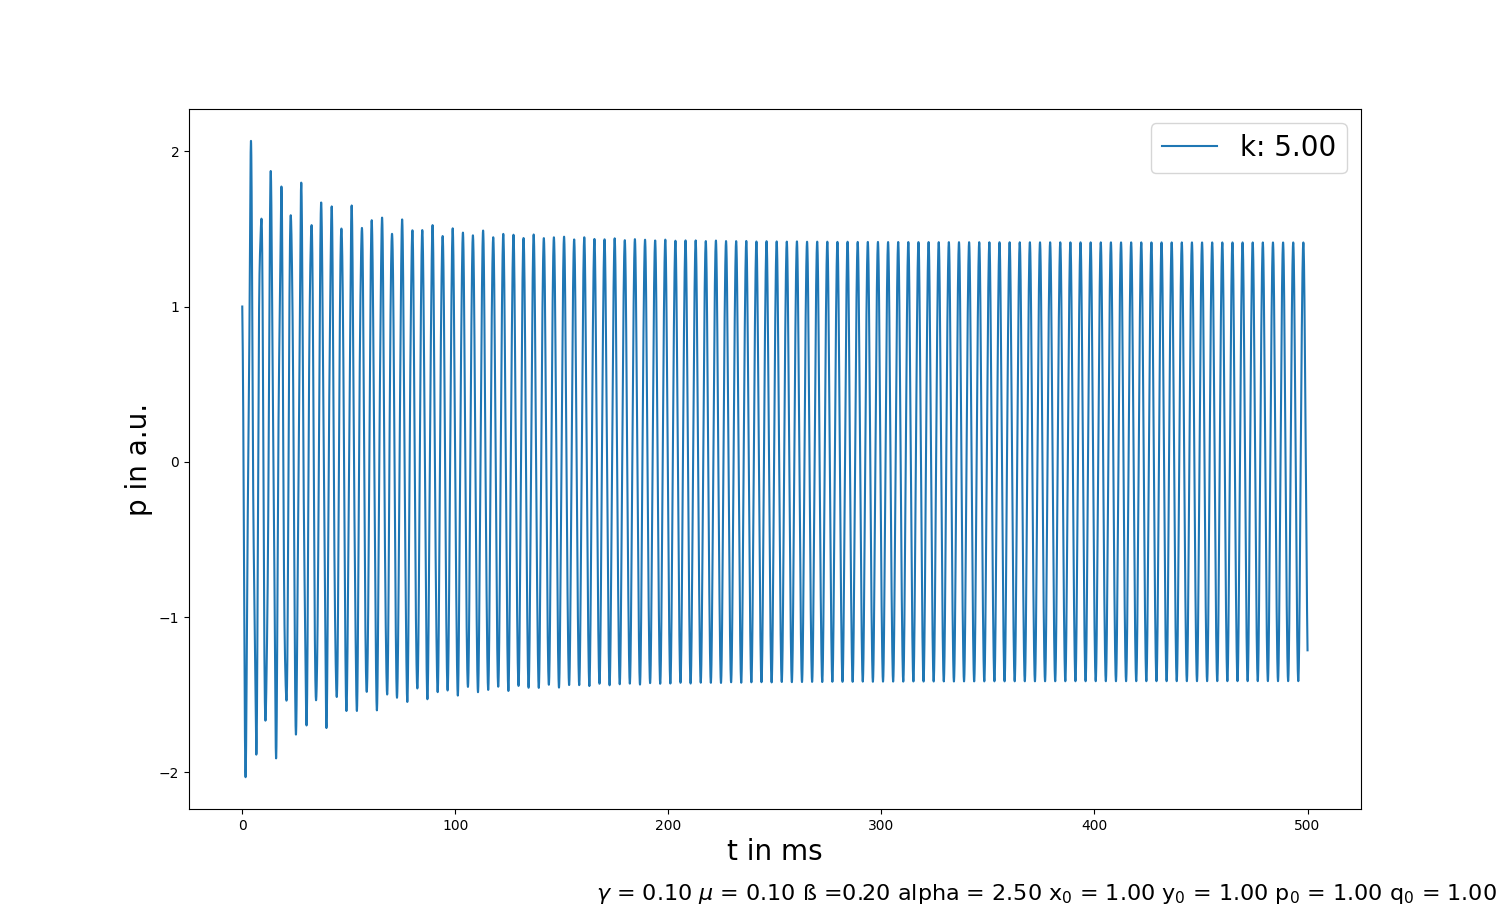 k: 5.00
2
1
0
−1
−2
p in a.u.
0 100 200 300 400 500
t in ms
γ = 0.10 μ = 0.10 ß =0.20 alpha = 2.50 x₀ = 1.00 y₀ = 1.00 p₀ = 1.00 q₀ = 1.00